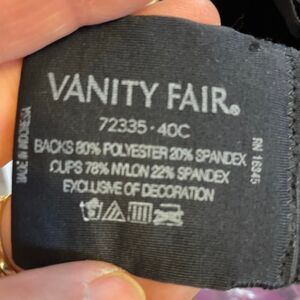 VANITY FAIR®
72335·40C
BACKS 80% POLYESTER 20% SPANDEX
CUPS 78% NYLON 22% SPANDEX
EXCLUSIVE OF DECORATION
MADE IN INDONESIA
RN 16345